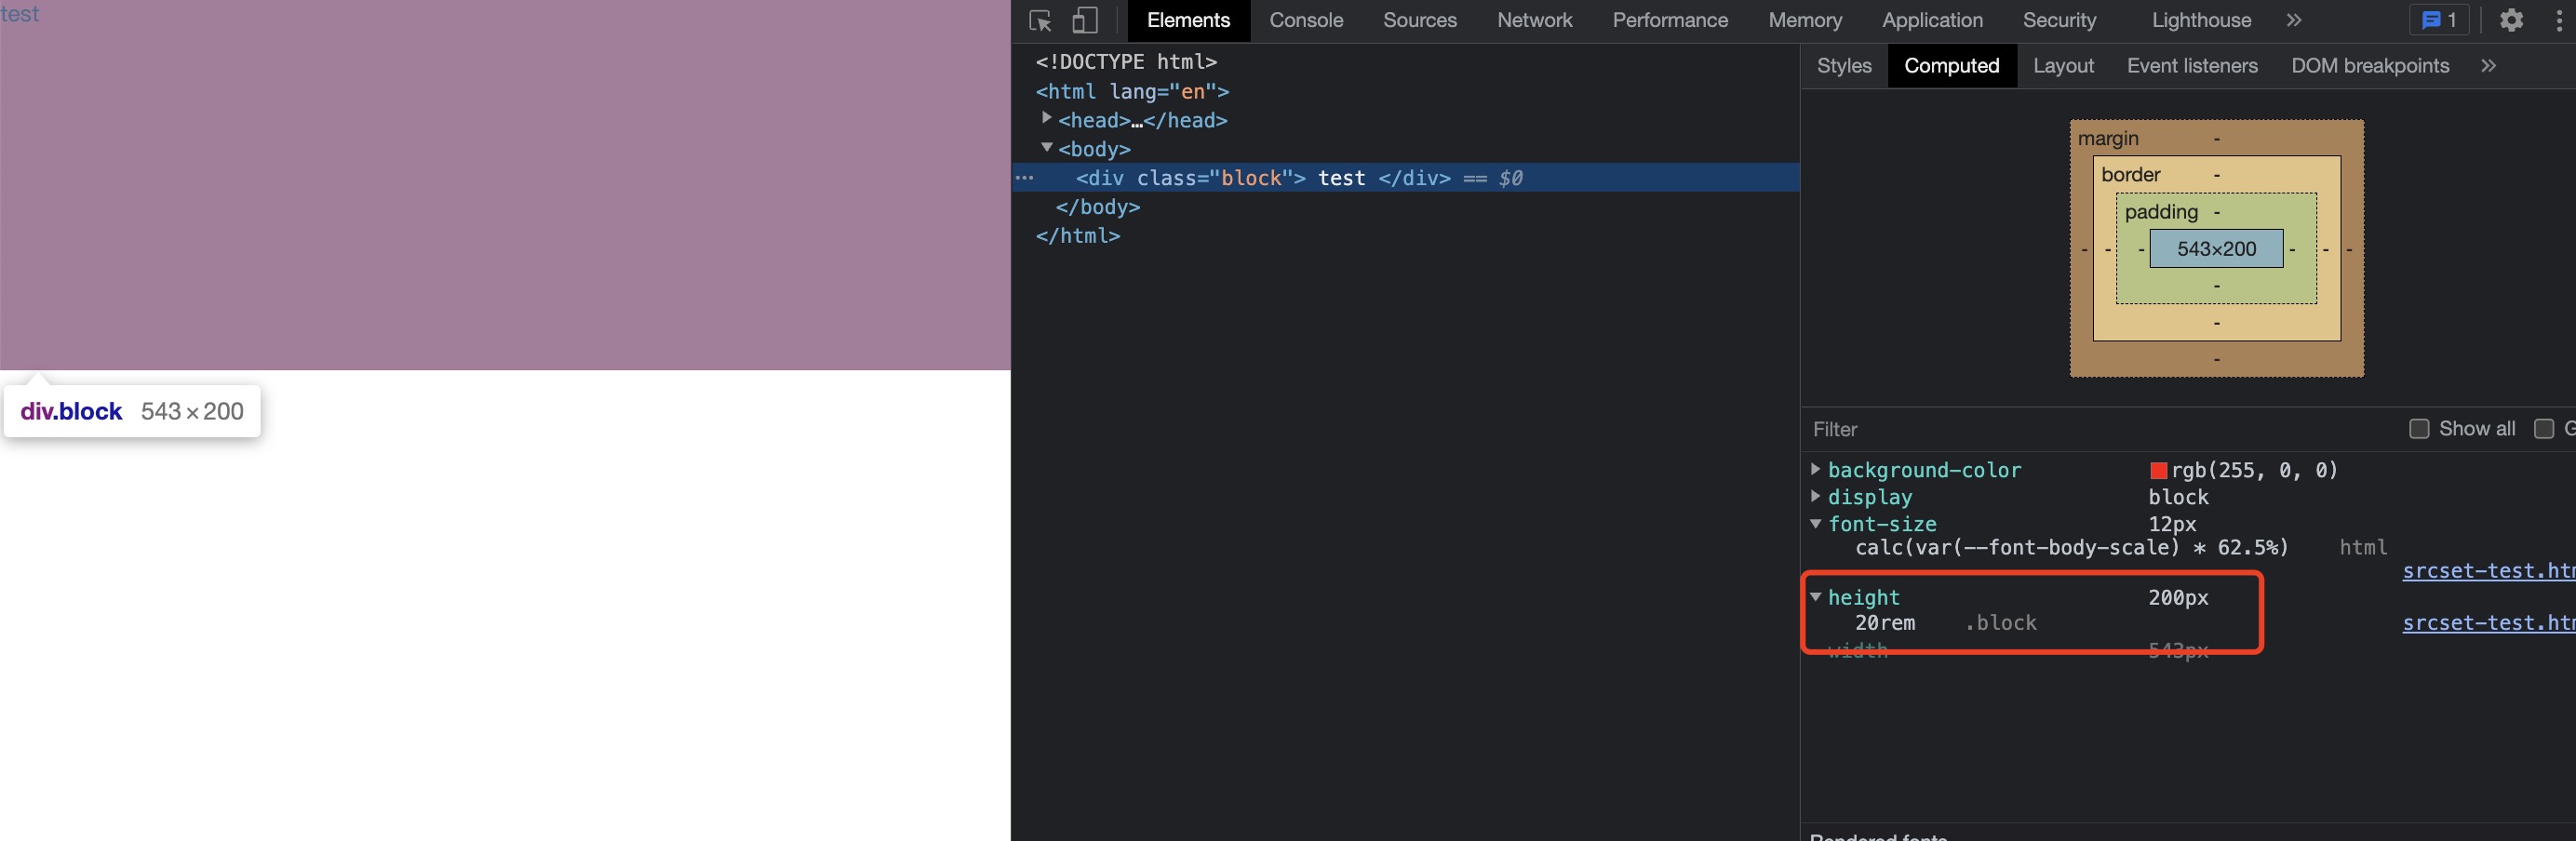 test
div.block 543 × 200
Elements Console Sources Network Performance Memory Application Security Lighthouse » 1
<!DOCTYPE html>
<html lang="en">
<head>…</head>
<body>
<div class="block"> test </div> == $0
</body>
</html>
Styles Computed Layout Event listeners DOM breakpoints »
margin -
border -
padding -
- - - 543×200 - - -
-
-
-
Filter Show all G
background-color rgb(255, 0, 0)
display block
font-size 12px
calc(var(--font-body-scale) * 62.5%) html
srcset-test.htm
height 200px
20rem .block srcset-test.htm
width 543px
Rendered fonts